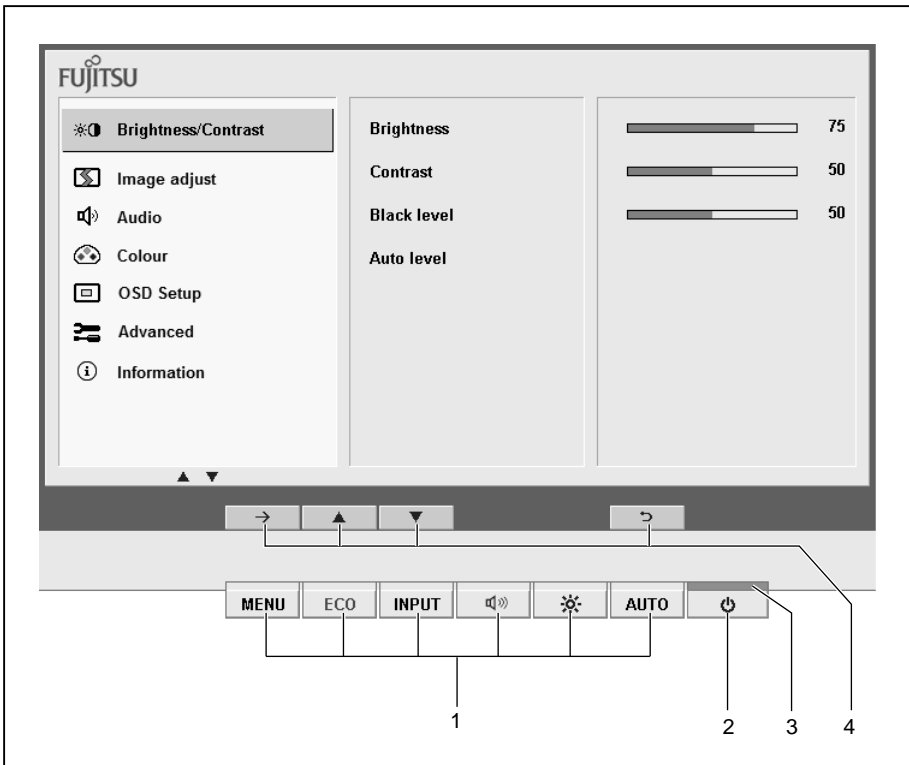 FUJITSU
Brightness/Contrast
Image adjust
Audio
Colour
OSD Setup
Advanced
Information
Brightness
Contrast
Black level
Auto level
75
50
50
MENU ECO INPUT AUTO
1 2 3 4